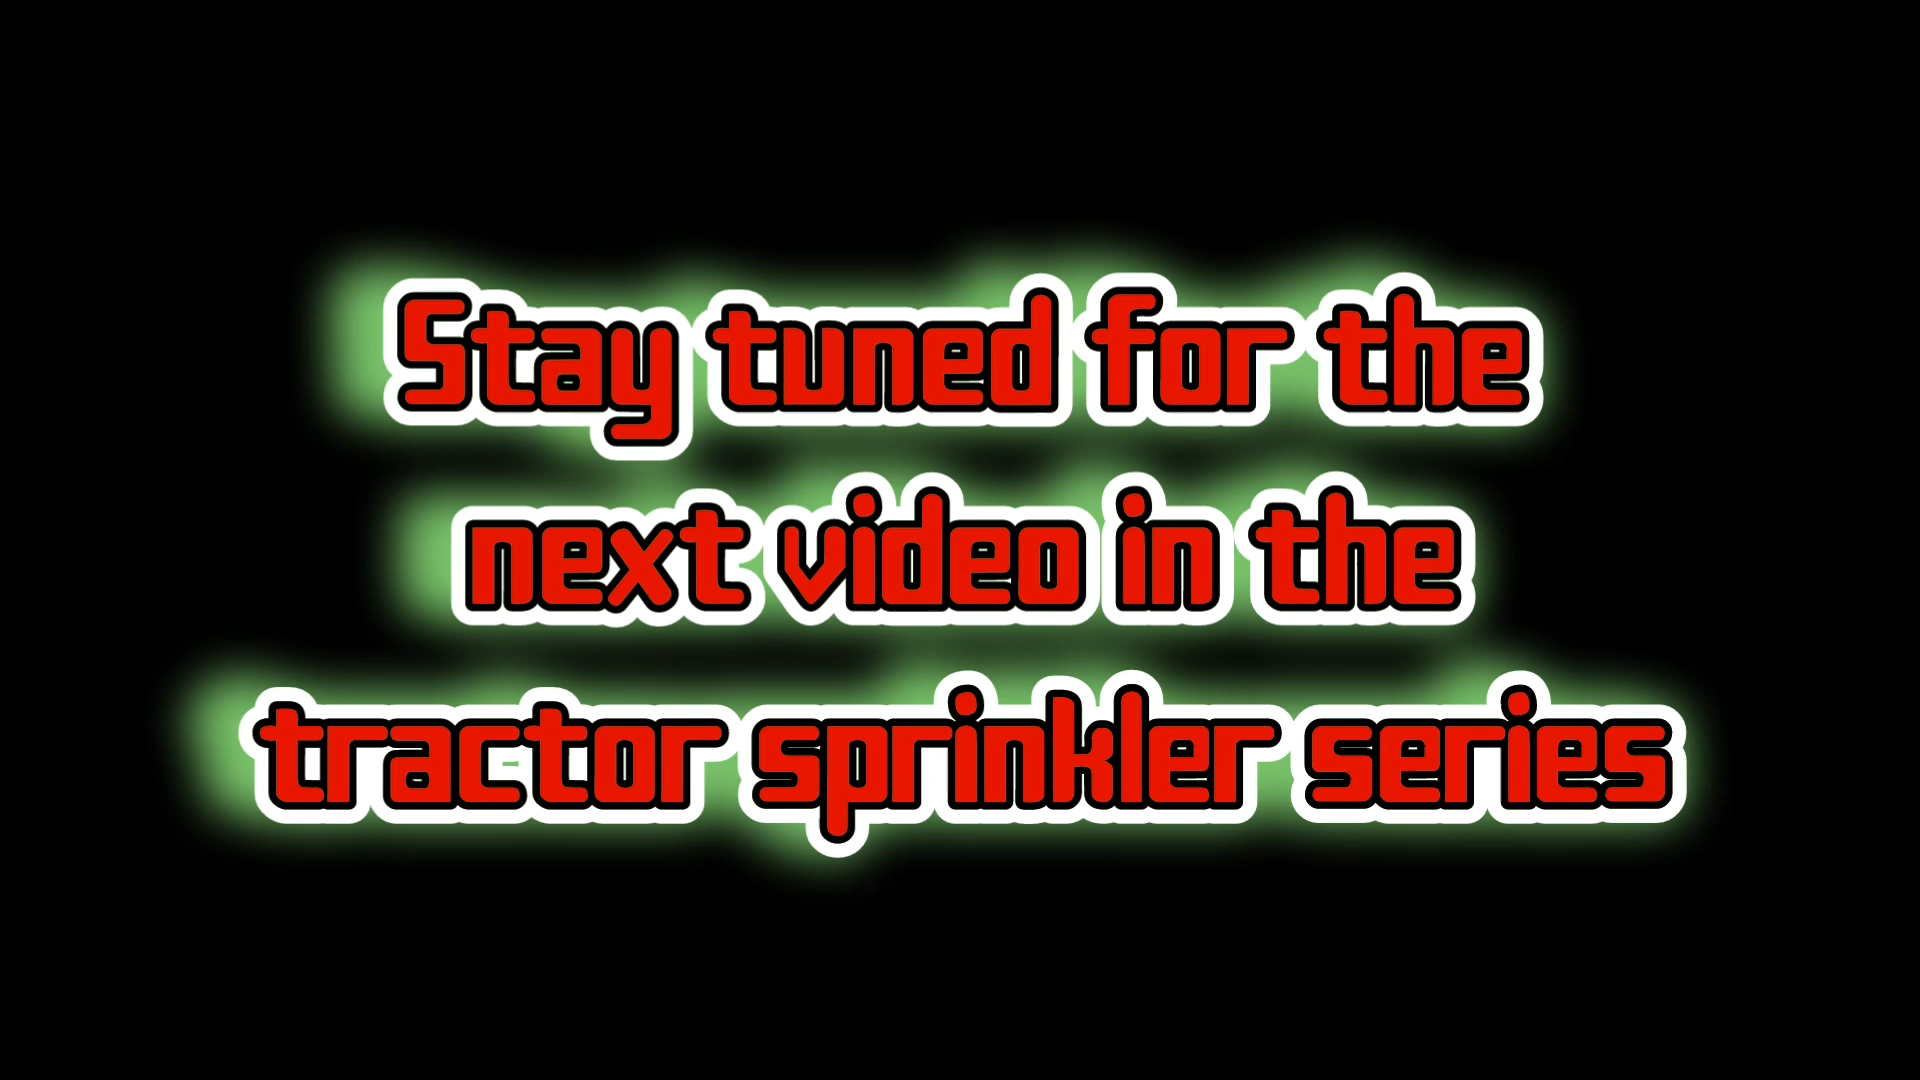 Stay tuned for the
next video in the
tractor sprinkler series